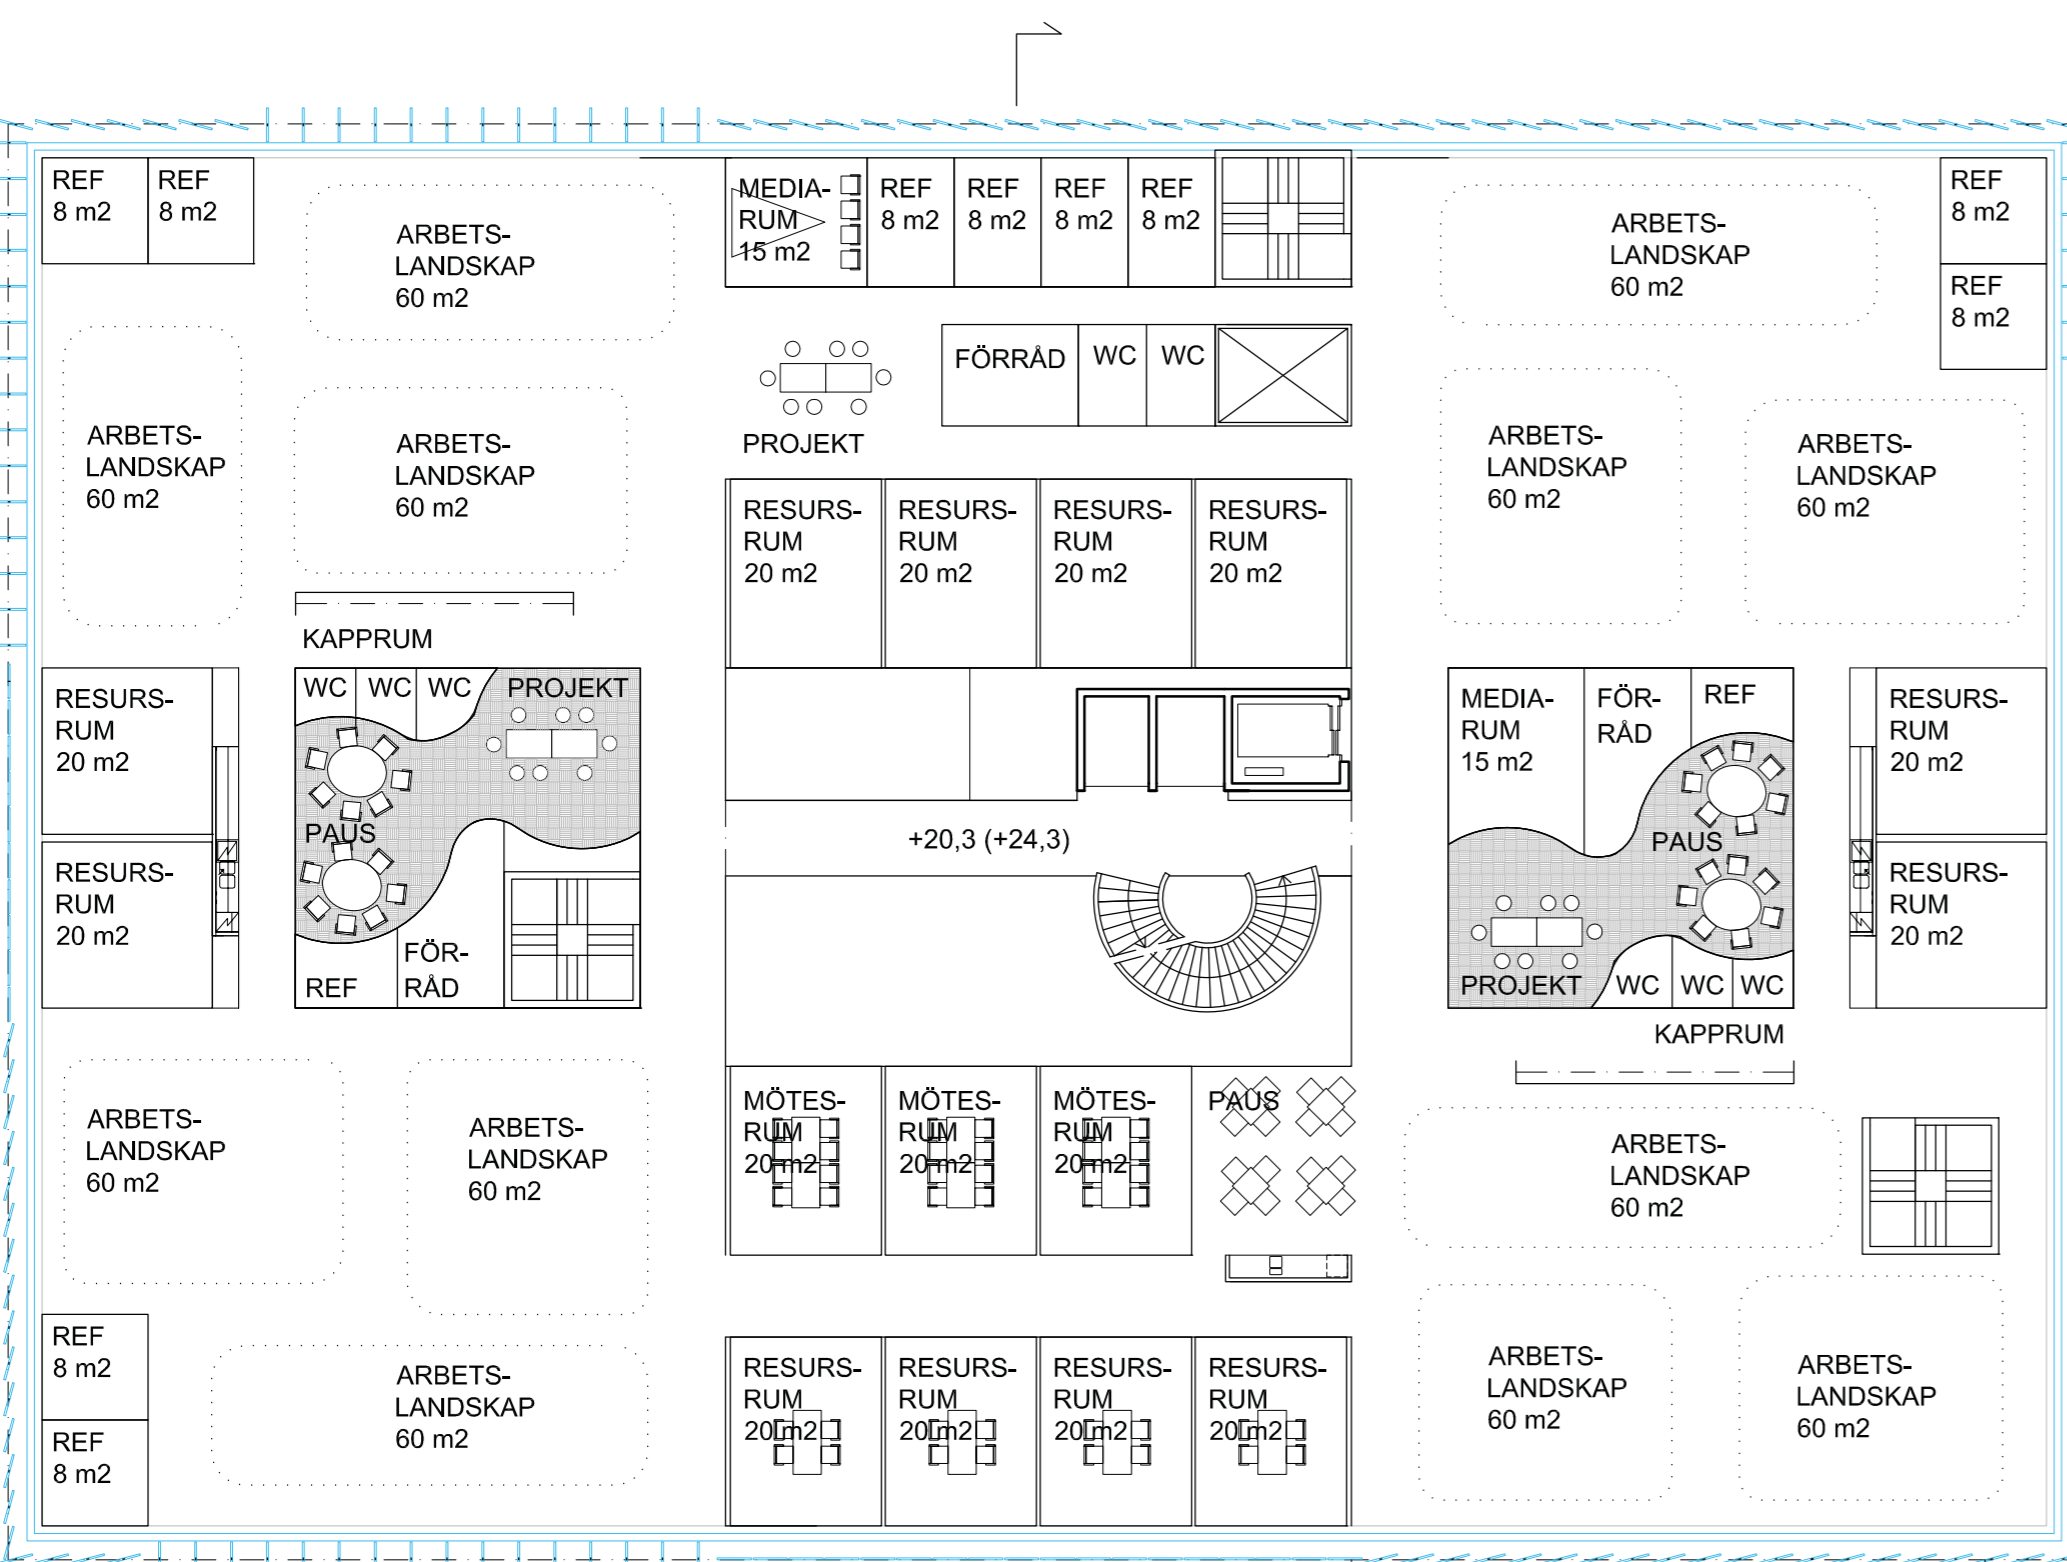 REF
8 m2
REF
8 m2
ARBETS-
LANDSKAP
60 m2
MEDIA-
RUM
15 m2
REF
8 m2
REF
8 m2
REF
8 m2
REF
8 m2
ARBETS-
LANDSKAP
60 m2
REF
8 m2
REF
8 m2
FÖRRÅD
WC
WC
PROJEKT
ARBETS-
LANDSKAP
60 m2
ARBETS-
LANDSKAP
60 m2
ARBETS-
LANDSKAP
60 m2
ARBETS-
LANDSKAP
60 m2
RESURS-
RUM
20 m2
RESURS-
RUM
20 m2
RESURS-
RUM
20 m2
RESURS-
RUM
20 m2
KAPPRUM
WC
WC
WC
PROJEKT
RESURS-
RUM
20 m2
PAUS
RESURS-
RUM
20 m2
REF
FÖR-
RÅD
+20,3 (+24,3)
MEDIA-
RUM
15 m2
FÖR-
RÅD
REF
PAUS
RESURS-
RUM
20 m2
RESURS-
RUM
20 m2
PROJEKT
WC
WC
WC
KAPPRUM
ARBETS-
LANDSKAP
60 m2
ARBETS-
LANDSKAP
60 m2
MÖTES-
RUM
20 m2
MÖTES-
RUM
20 m2
MÖTES-
RUM
20 m2
PAUS
ARBETS-
LANDSKAP
60 m2
REF
8 m2
REF
8 m2
ARBETS-
LANDSKAP
60 m2
RESURS-
RUM
20 m2
RESURS-
RUM
20 m2
RESURS-
RUM
20 m2
RESURS-
RUM
20 m2
ARBETS-
LANDSKAP
60 m2
ARBETS-
LANDSKAP
60 m2